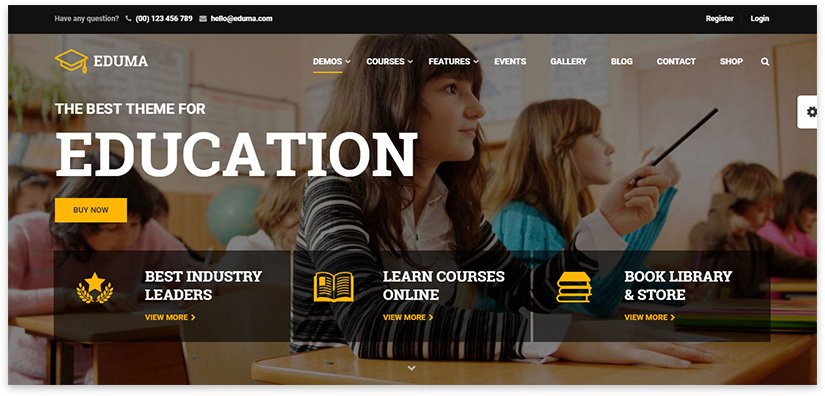 Have any question? (00) 123 456 789 hello@eduma.com Register Login
EDUMA DEMOS COURSES FEATURES EVENTS GALLERY BLOG CONTACT SHOP
THE BEST THEME FOR
EDUCATION
BUY NOW
BEST INDUSTRY
LEADERS
VIEW MORE
LEARN COURSES
ONLINE
VIEW MORE
BOOK LIBRARY
& STORE
VIEW MORE